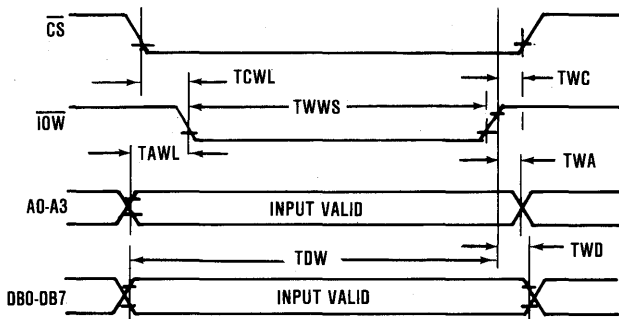 CS
TCWL
TWC
IOW
TWWS
TAWL
TWA
A0-A3
INPUT VALID
TDW
TWD
DB0-DB7
INPUT VALID